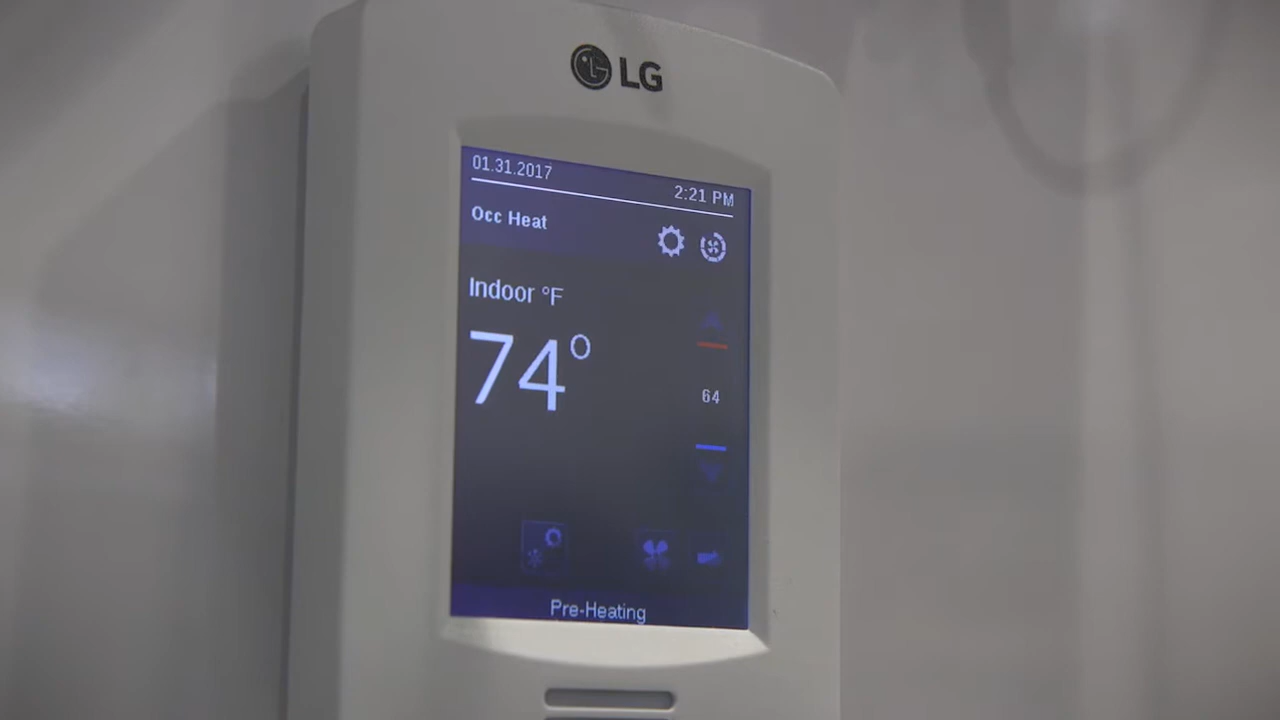 LG
01.31.2017
2:21 PM
Occ Heat
Indoor °F
74°
64
Pre-Heating